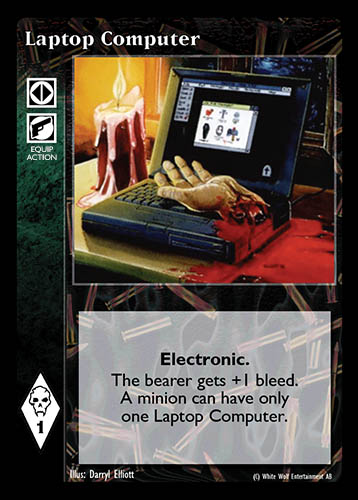 Laptop Computer
EQUIP
ACTION
Electronic.
The bearer gets +1 bleed.
A minion can have only
one Laptop Computer.
1
Illus: Darryl Elliott
(C) White Wolf Entertainment AB